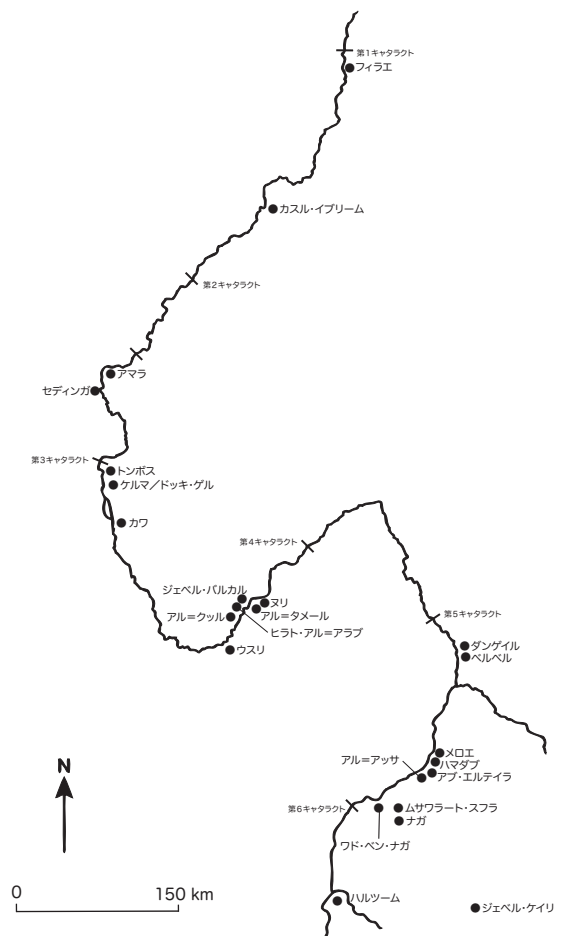 第1キャタラクト
フィラエ
カスル・イブリーム
第2キャタラクト
アマラ
セディンガ
第3キャタラクト
トンボス
ケルマ／ドッキ・ゲル
カワ
第4キャタラクト
ジェベル・バルカル
ヌリ
アル＝クッル
アル＝タメール
ヒラト・アル＝アラブ
ウスリ
第5キャタラクト
ダンゲイル
ベルベル
メロエ
アル＝アッサ
ハマダブ
アブ・エルテイラ
第6キャタラクト
ムサワラート・スフラ
ナガ
ワド・ベン・ナガ
N
0 150 km
ハルツーム
ジェベル・ケイリ